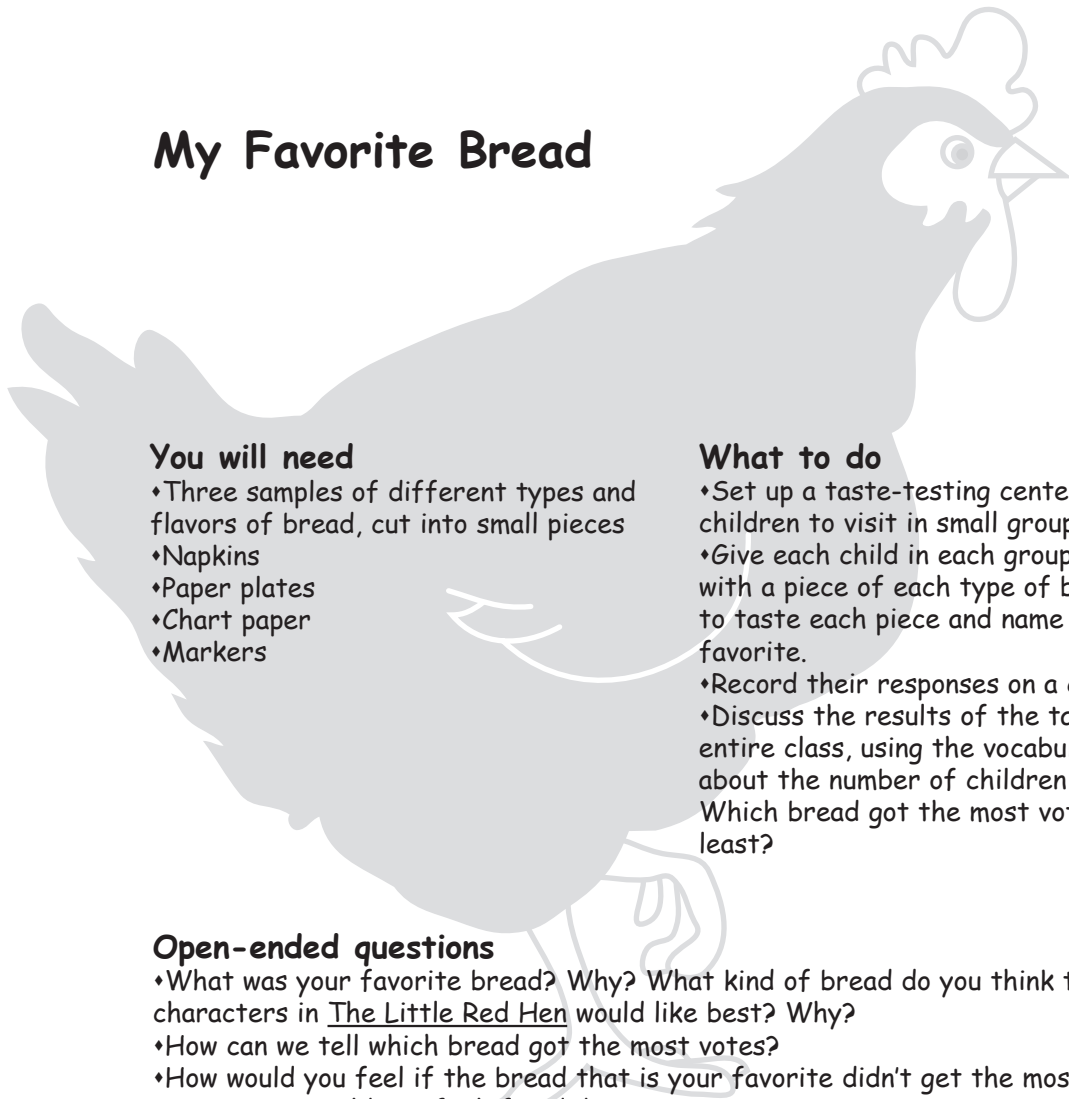 My Favorite Bread
You will need
•Three samples of different types and
flavors of bread, cut into small pieces
•Napkins
•Paper plates
•Chart paper
•Markers
What to do
•Set up a taste-testing cente
children to visit in small group
•Give each child in each group
with a piece of each type of b
to taste each piece and name
favorite.
•Record their responses on a
•Discuss the results of the ta
entire class, using the vocabu
about the number of children
Which bread got the most vot
least?
Open-ended questions
•What was your favorite bread? Why? What kind of bread do you think t
characters in The Little Red Hen would like best? Why?
•How can we tell which bread got the most votes?
•How would you feel if the bread that is your favorite didn't get the mos